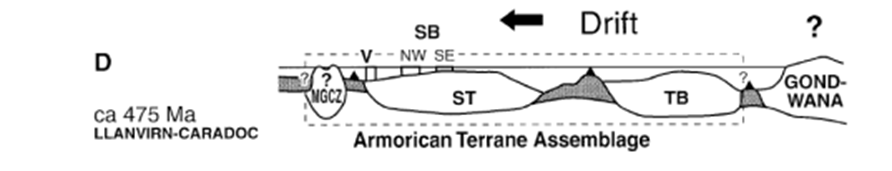 Drift
?
SB
V NW SE
D
? ? ? GOND-
MGCZ ST TB WANA
ca 475 Ma
LLANVIRN-CARADOC
Armorican Terrane Assemblage